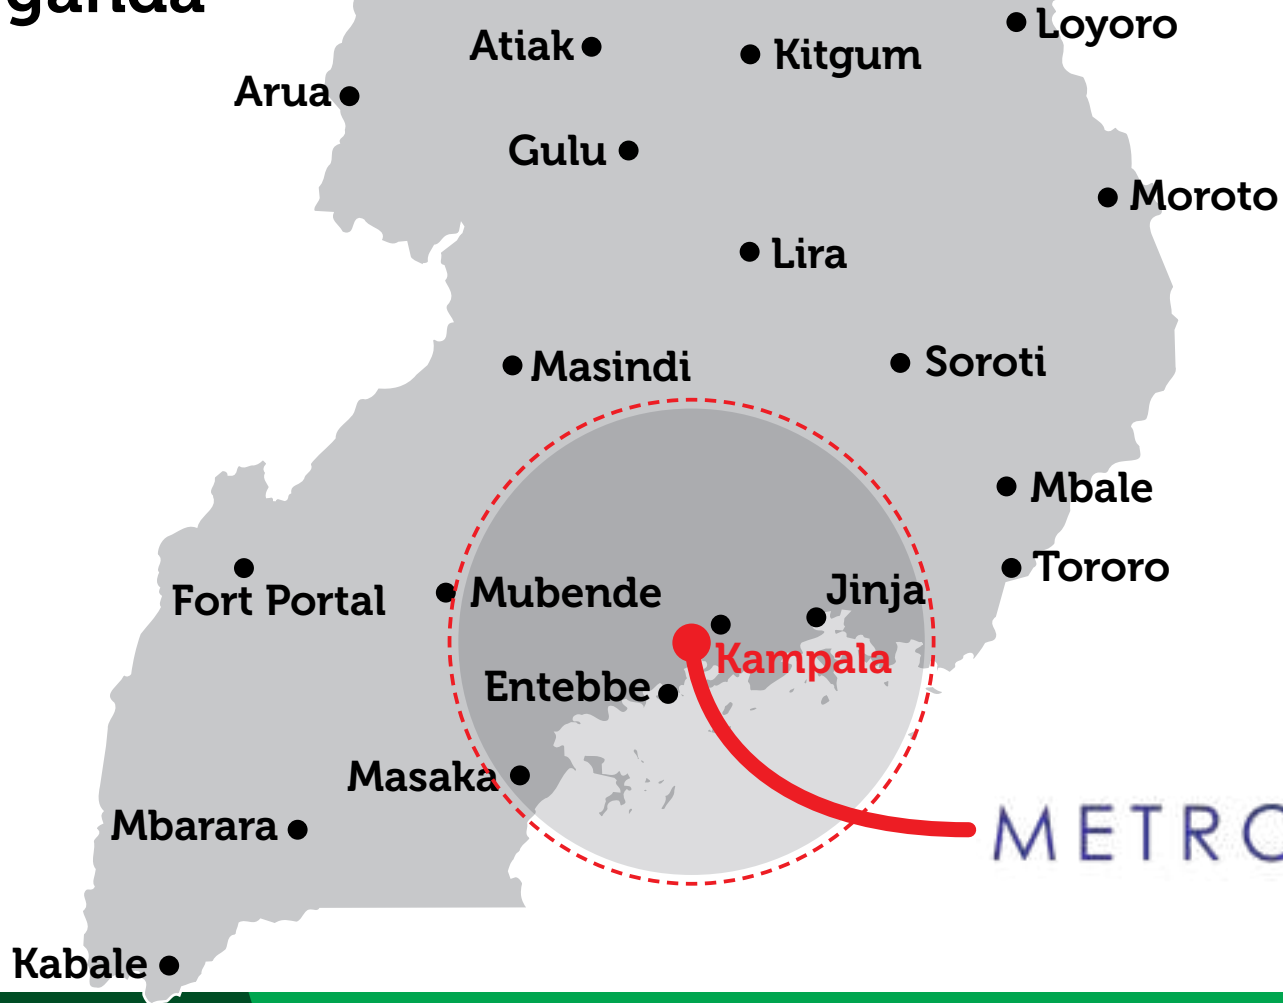 ganda
Loyoro
Atiak
Kitgum
Arua
Gulu
Moroto
Lira
Masindi
Soroti
Mbale
Tororo
Jinja
Mubende
Fort Portal
Kampala
Entebbe
Masaka
Mbarara
METRO
Kabale